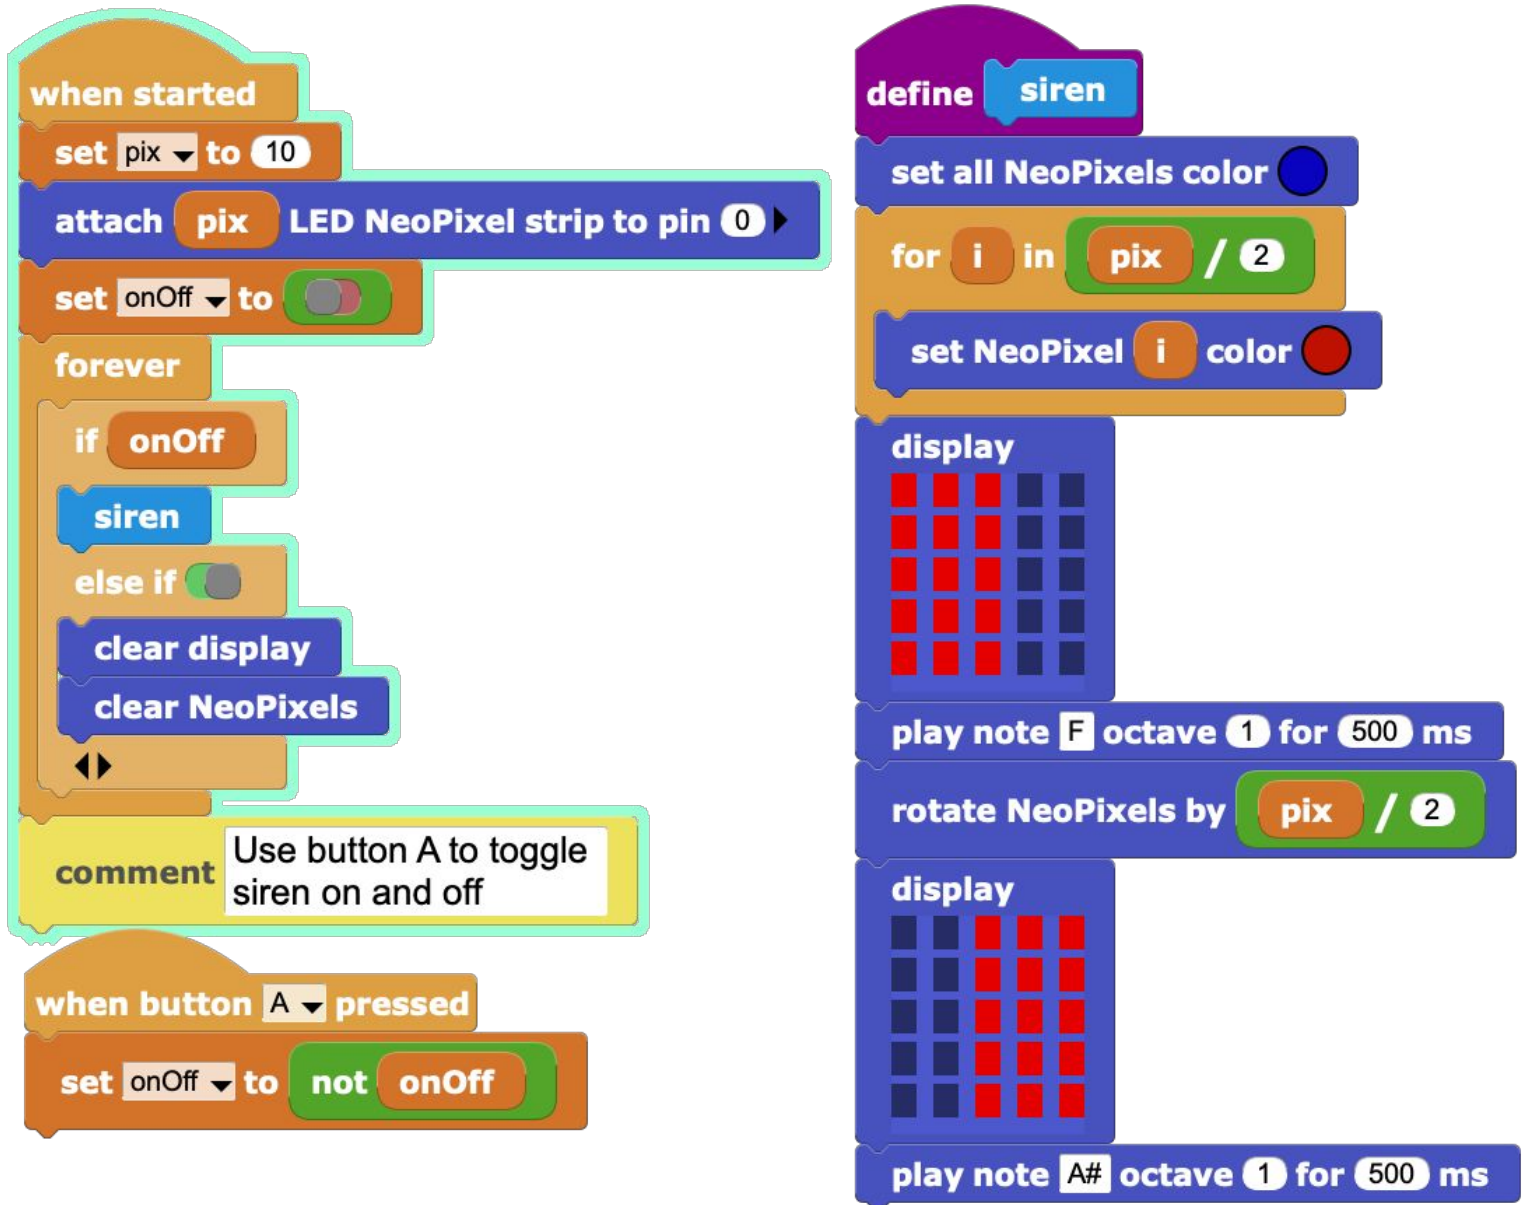 when started
set pix to 10
attach pix LED NeoPixel strip to pin 0
set onOff to
forever
if onOff
siren
else if
clear display
clear NeoPixels
comment Use button A to toggle
siren on and off
when button A pressed
set onOff to not onOff
define siren
set all NeoPixels color
for i in pix / 2
set NeoPixel i color
display
play note F octave 1 for 500 ms
rotate NeoPixels by pix / 2
display
play note A# octave 1 for 500 ms